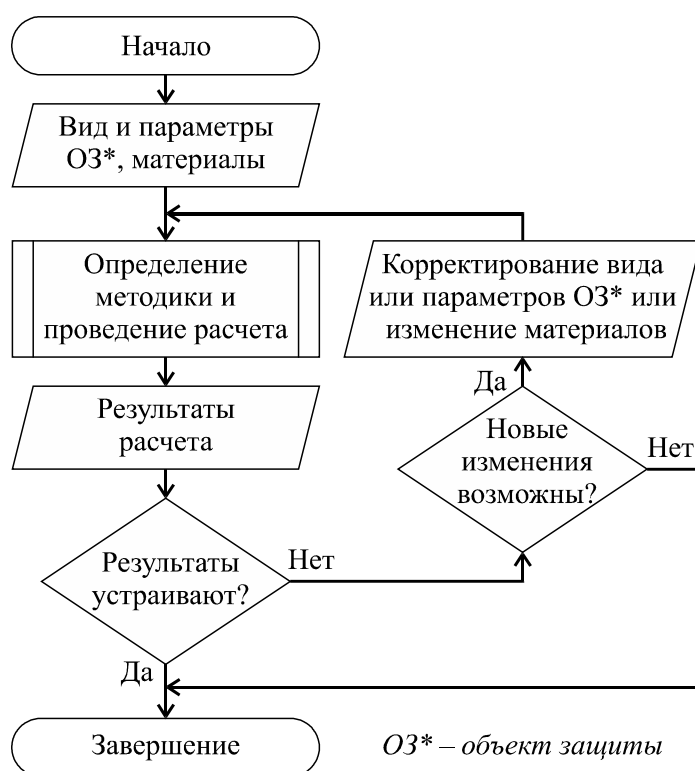 Начало
Вид и параметры
ОЗ*, материалы
Определение
методики и
проведение расчета
Корректирование вида
или параметров ОЗ* или
изменение материалов
Результаты
расчета
Да
Новые
изменения
возможны?
Нет
Результаты
устраивают?
Нет
Да
Завершение
ОЗ* – объект защиты